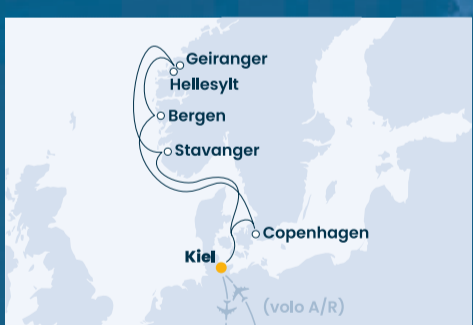 Geiranger
Hellesylt
Bergen
Stavanger
Copenhagen
Kiel
(volo A/R)